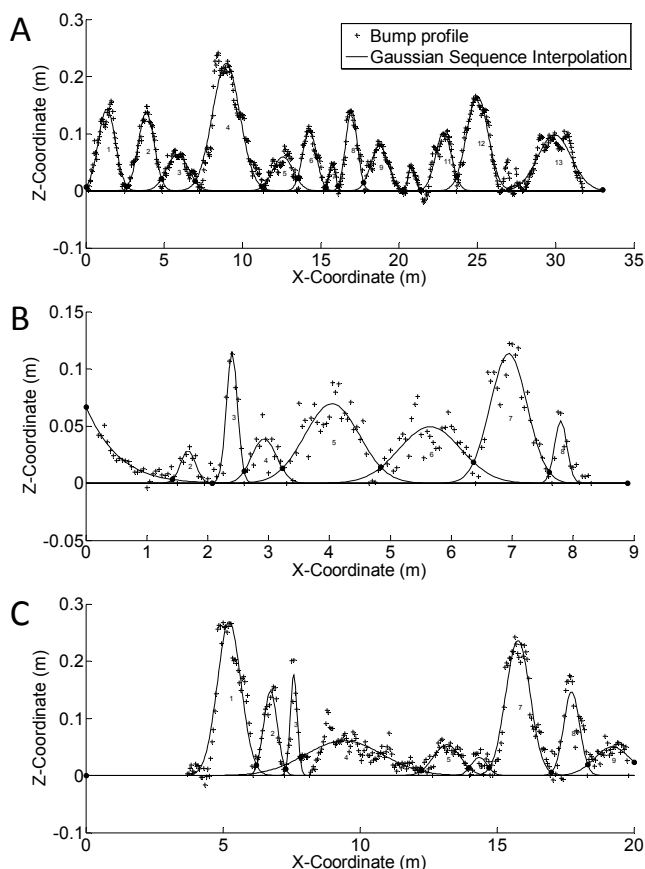 A
0.3
0.2
0.1
0
-0.1
Z-Coordinate (m)
Bump profile
Gaussian Sequence Interpolation
1
2
3
4
5
6
8
9
11
12
13
0 5 10 15 20 25 30 35
X-Coordinate (m)
B
0.15
0.1
0.05
0
-0.05
Z-Coordinate (m)
2
3
4
5
6
7
8
0 1 2 3 4 5 6 7 8 9
X-Coordinate (m)
C
0.3
0.2
0.1
0
-0.1
Z-Coordinate (m)
1
2
3
4
5
7
8
9
5 10 15 20
X-Coordinate (m)